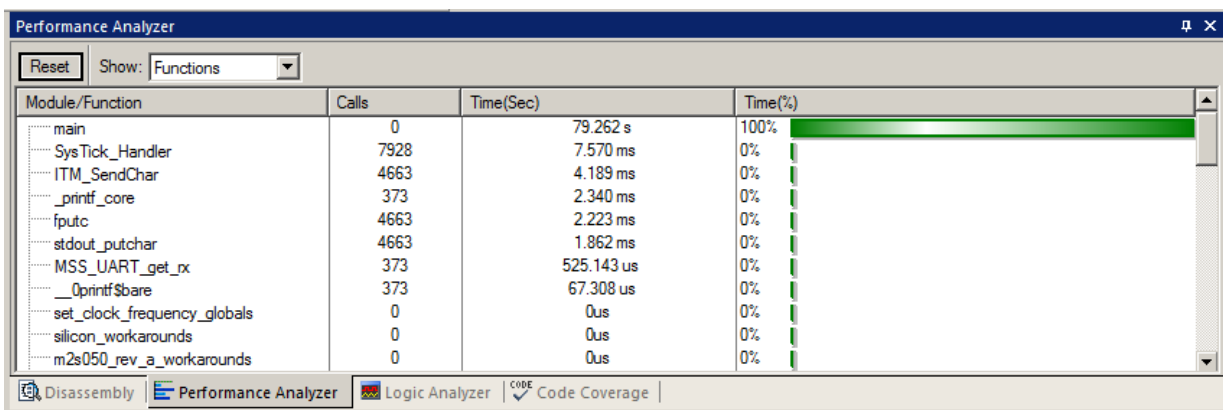 Performance Analyzer
Reset Show: Functions
Module/Function Calls Time(Sec) Time(%)
main 0 79.262 s 100%
SysTick_Handler 7928 7.570 ms 0%
ITM_SendChar 4663 4.189 ms 0%
_printf_core 373 2.340 ms 0%
fputc 4663 2.223 ms 0%
stdout_putchar 4663 1.862 ms 0%
MSS_UART_get_rx 373 525.143 us 0%
__0printf$bare 373 67.308 us 0%
set_clock_frequency_globals 0 0us 0%
silicon_workarounds 0 0us 0%
m2s050_rev_a_workarounds 0 0us 0%
Disassembly Performance Analyzer Logic Analyzer CODE Code Coverage